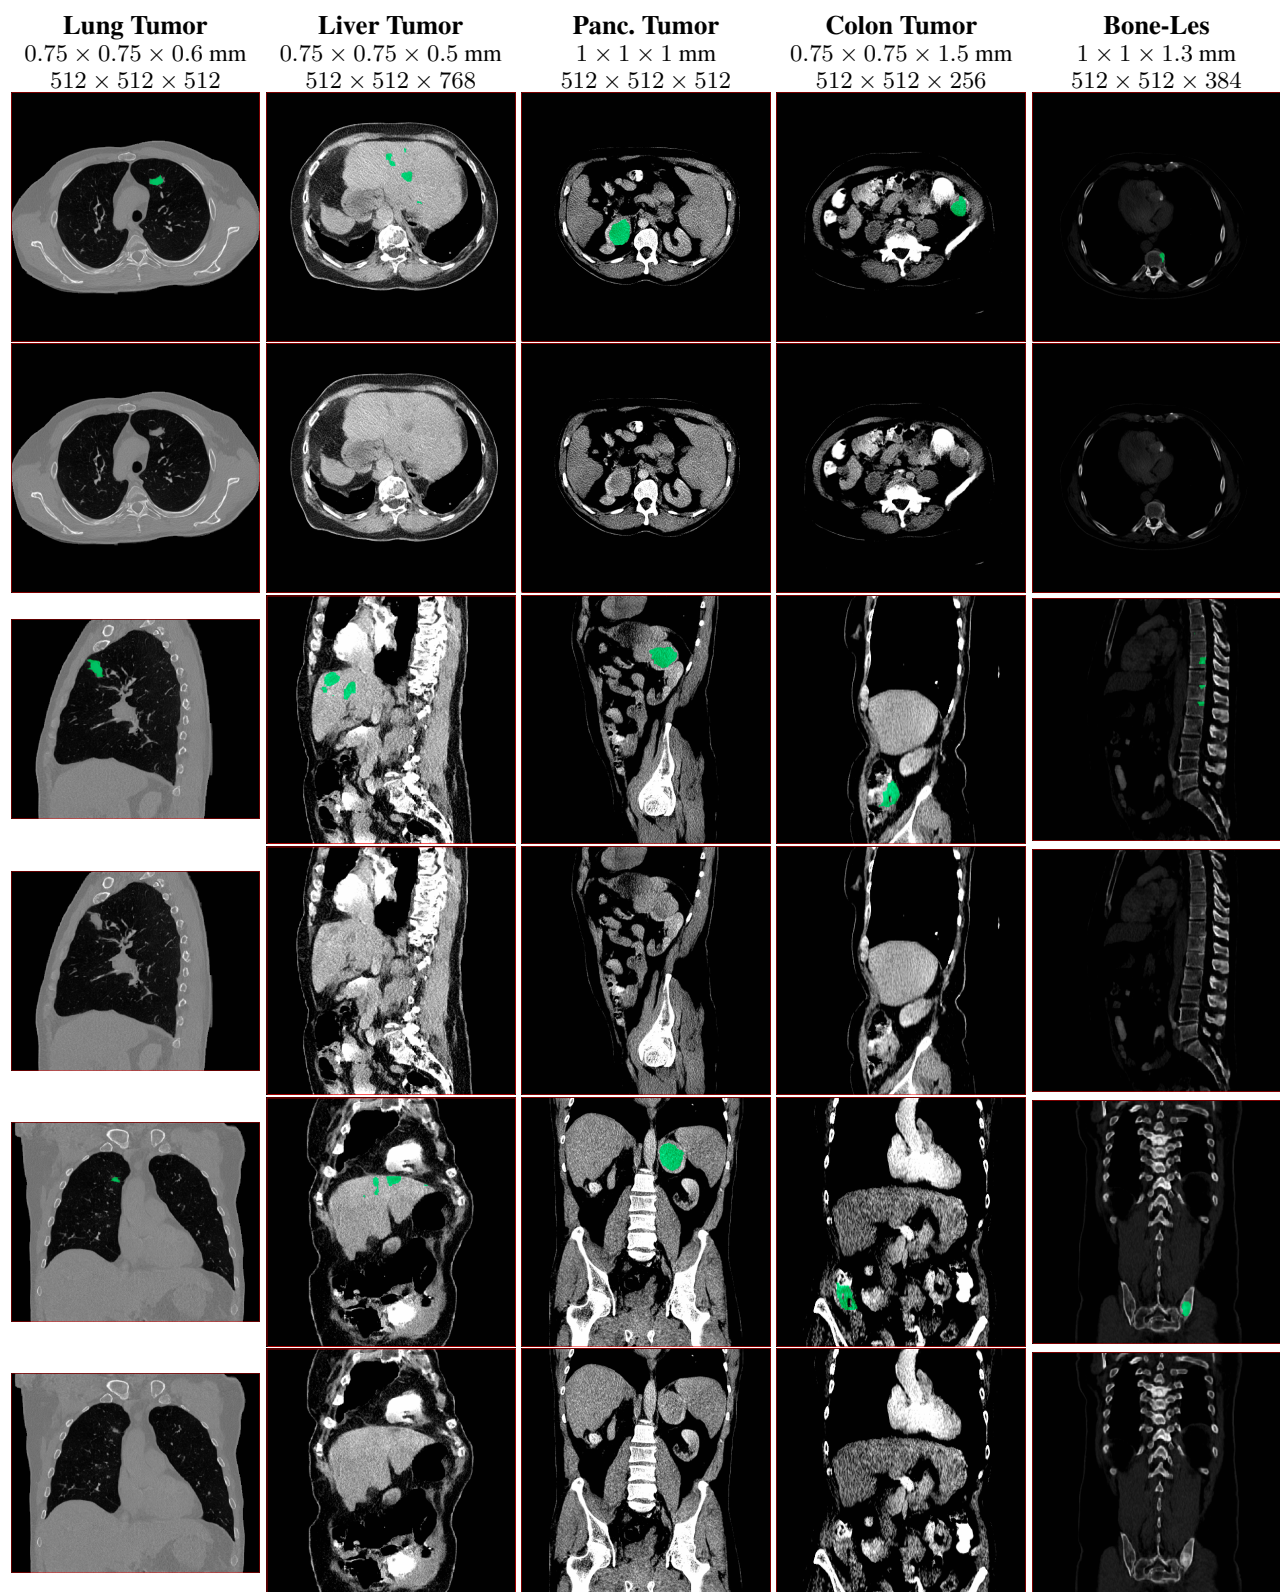 Lung Tumor
0.75 × 0.75 × 0.6 mm
512 × 512 × 512
Liver Tumor
0.75 × 0.75 × 0.5 mm
512 × 512 × 768
Panc. Tumor
1 × 1 × 1 mm
512 × 512 × 512
Colon Tumor
0.75 × 0.75 × 1.5 mm
512 × 512 × 256
Bone-Les
1 × 1 × 1.3 mm
512 × 512 × 384